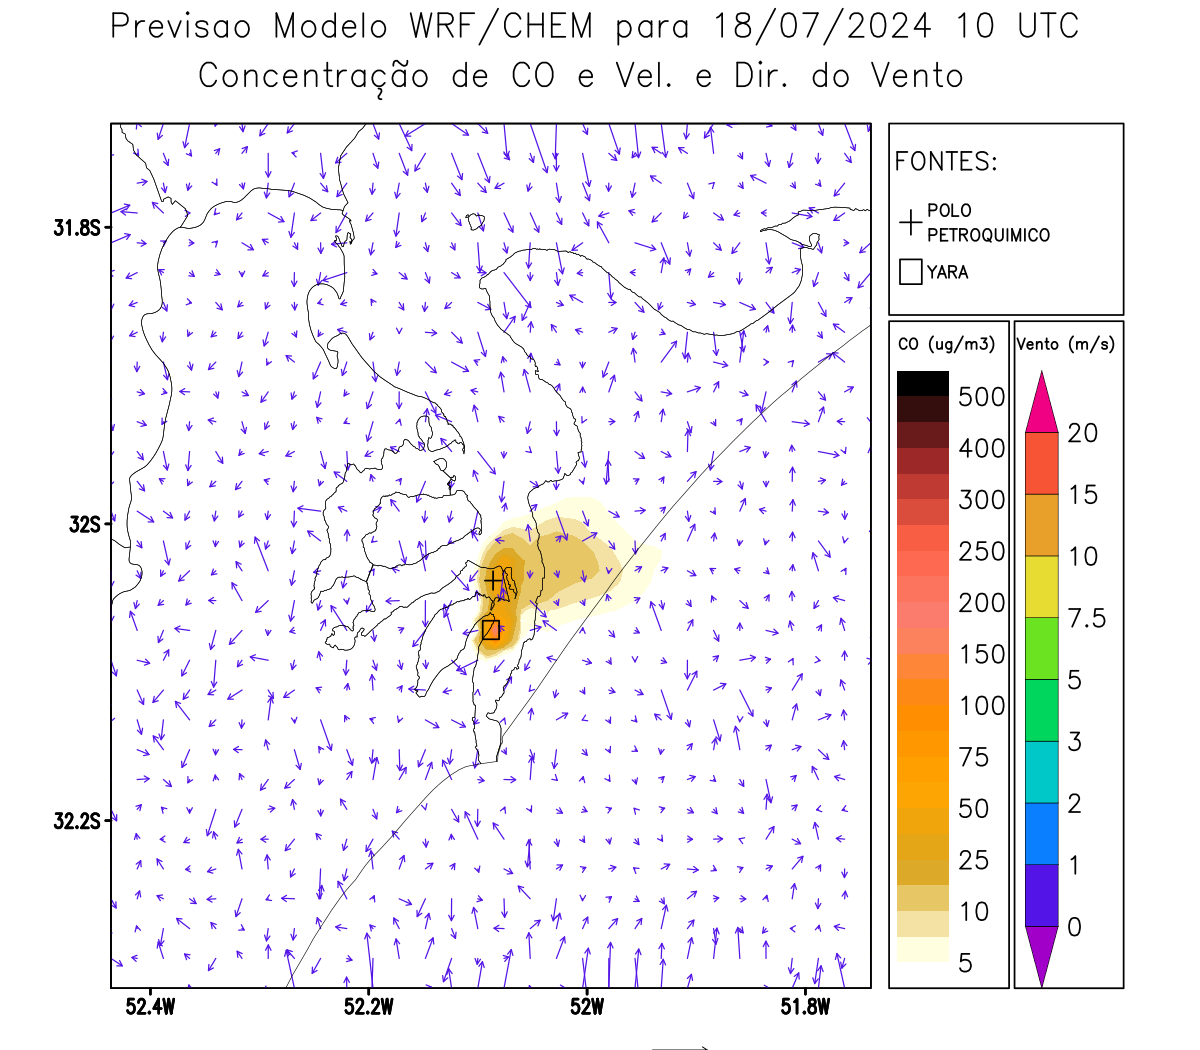 Previsao Modelo WRF/CHEM para 18/07/2024 10 UTC
Concentração de CO e Vel. e Dir. do Vento
FONTES:
POLO
PETROQUIMICO
YARA
31.8S
32S
32.2S
52.4W
52.2W
52W
51.8W
CO (ug/m3)
500
400
300
250
200
150
100
75
50
25
10
5
Vento (m/s)
20
15
10
7.5
5
3
2
1
0